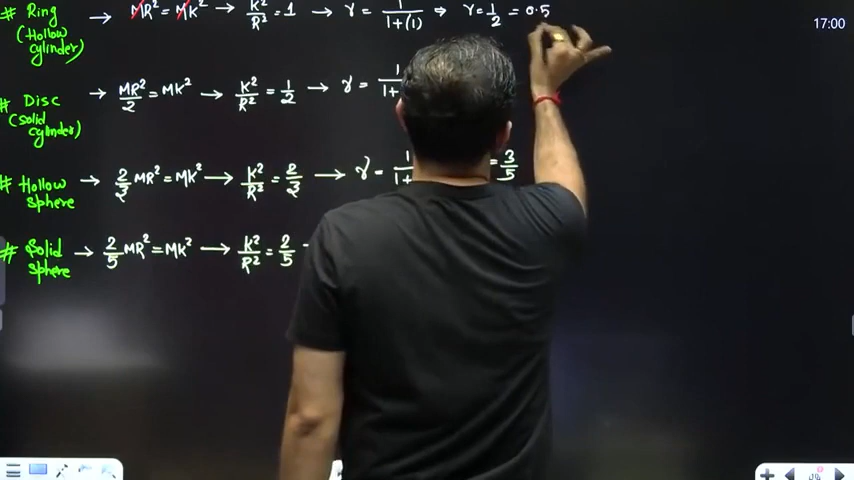 # Ring (Hollow cylinder) → MR² = MK² → K²/R² = 1 → γ = 1/1+(1) ⇒ γ = 1/2 = 0.5
# Disc (solid cylinder) → MR²/2 = MK² → K²/R² = 1/2 → γ = 1/1+
# Hollow sphere → 2/3 MR² = MK² → K²/R² = 2/3 → γ = 1/1+ = 3/5
# Solid sphere → 2/5 MR² = MK² → K²/R² = 2/5
17:00